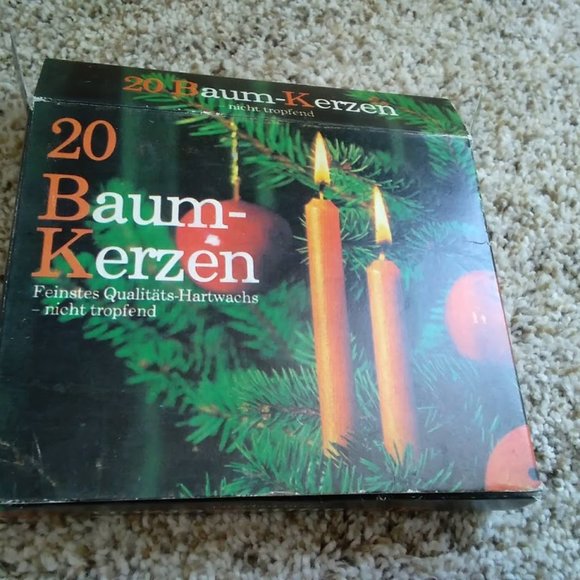 20 Baum-Kerzen
nicht tropfend
20
Baum-
Kerzen
Feinstes Qualitäts-Hartwachs
– nicht tropfend